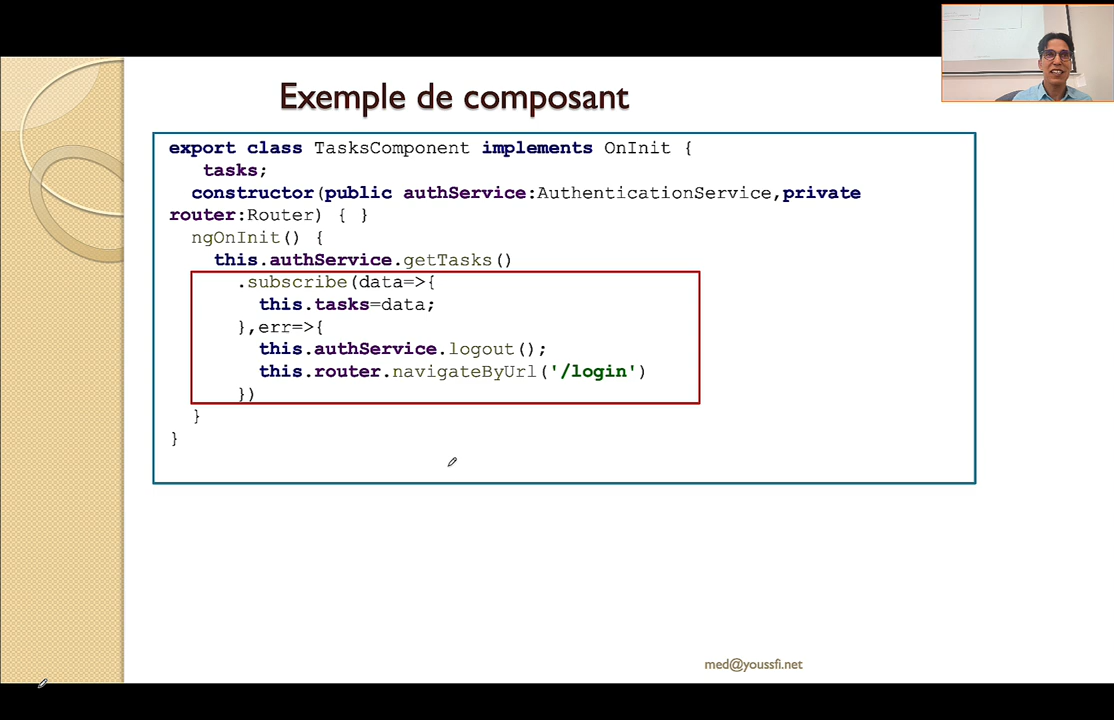 Exemple de composant
export class TasksComponent implements OnInit {
tasks;
constructor(public authService:AuthenticationService,private
router:Router) { }
ngOnInit() {
this.authService.getTasks()
.subscribe(data=>{
this.tasks=data;
},err=>{
this.authService.logout();
this.router.navigateByUrl('/login')
})
}
}
med@youssfi.net